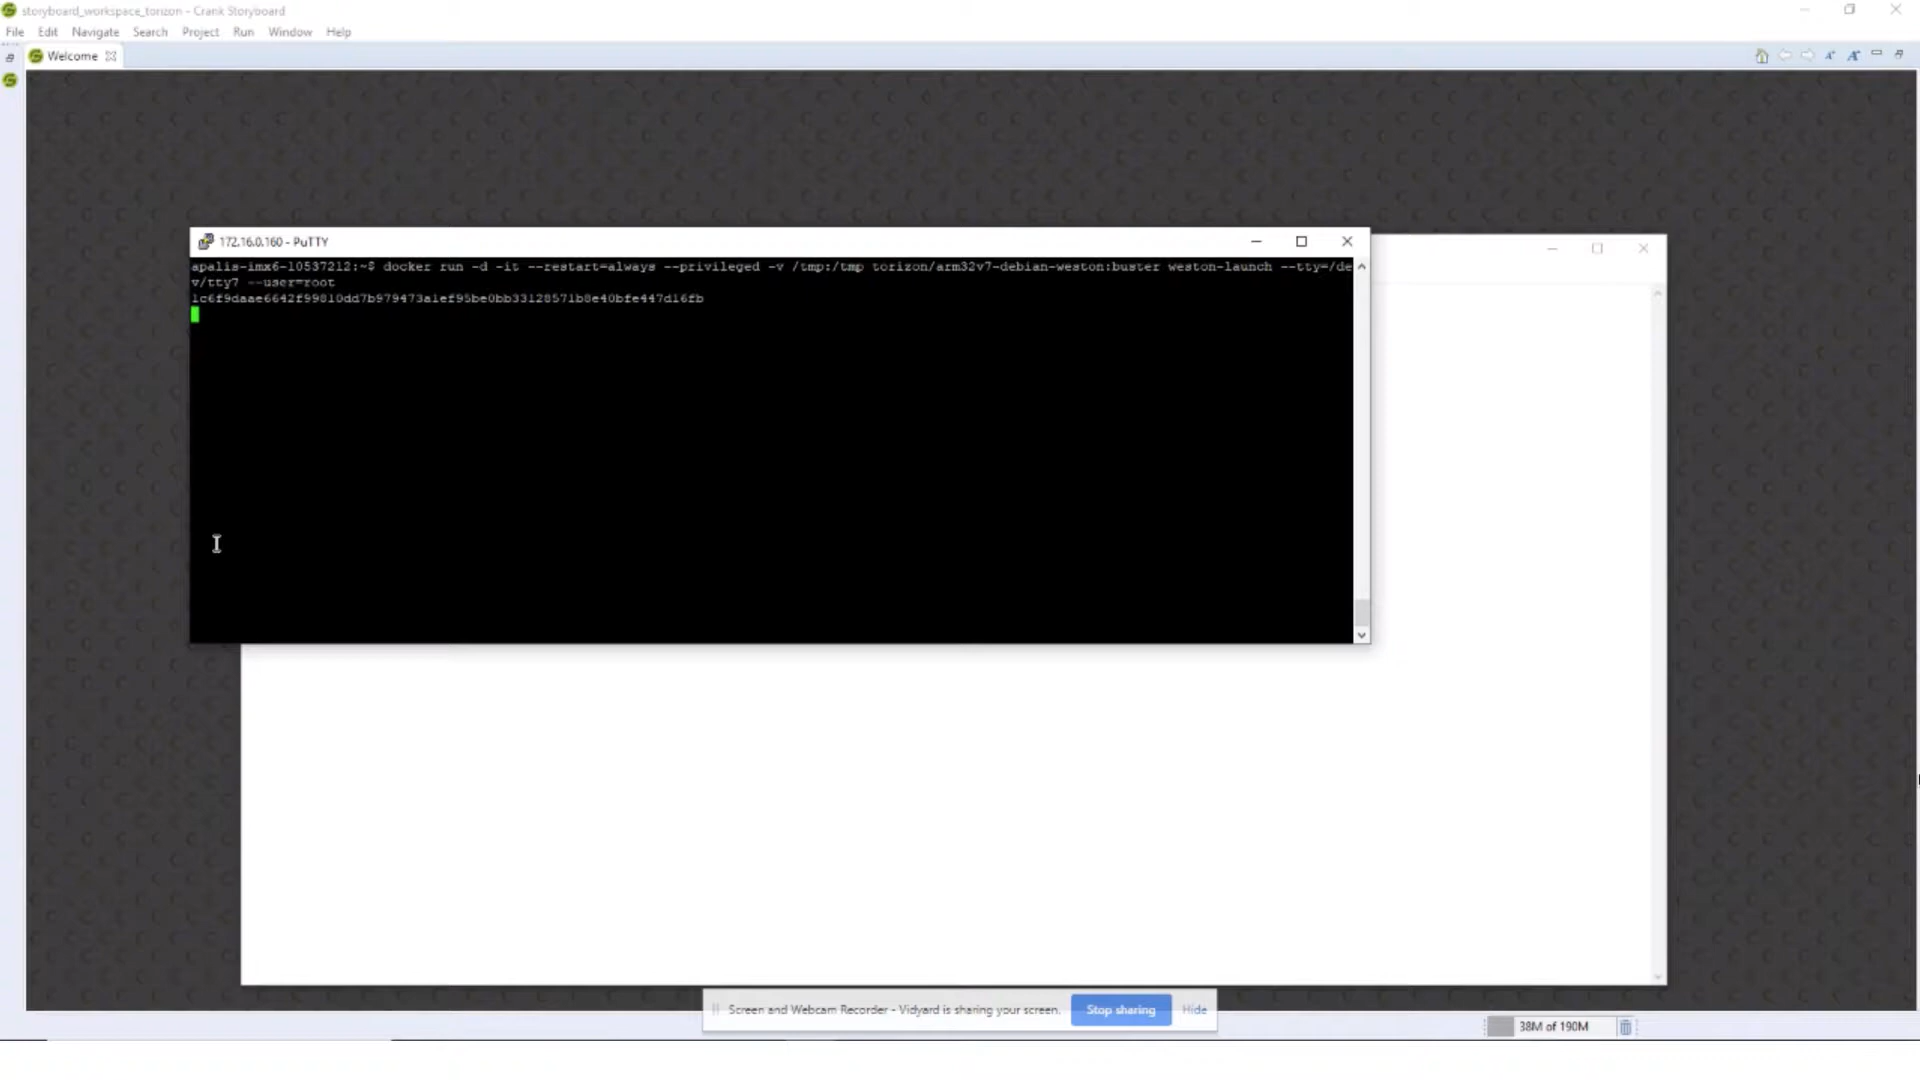 storyboard_workspace_torizon - Crank Storyboard
File Edit Navigate Search Project Run Window Help
Welcome
172.16.0.160 - PuTTY
apalis-imx6-10537212:~$ docker run -d -it --restart=always --privileged -v /tmp:/tmp torizon/arm32v7-debian-weston:buster weston-launch --tty=/de
v/tty7 --user=root
1c6f9daae6642f99810dd7b979473a1ef95be0bb33128571b8e40bfe447d16fb
Screen and Webcam Recorder - Vidyard is sharing your screen. Stop sharing Hide
38M of 190M